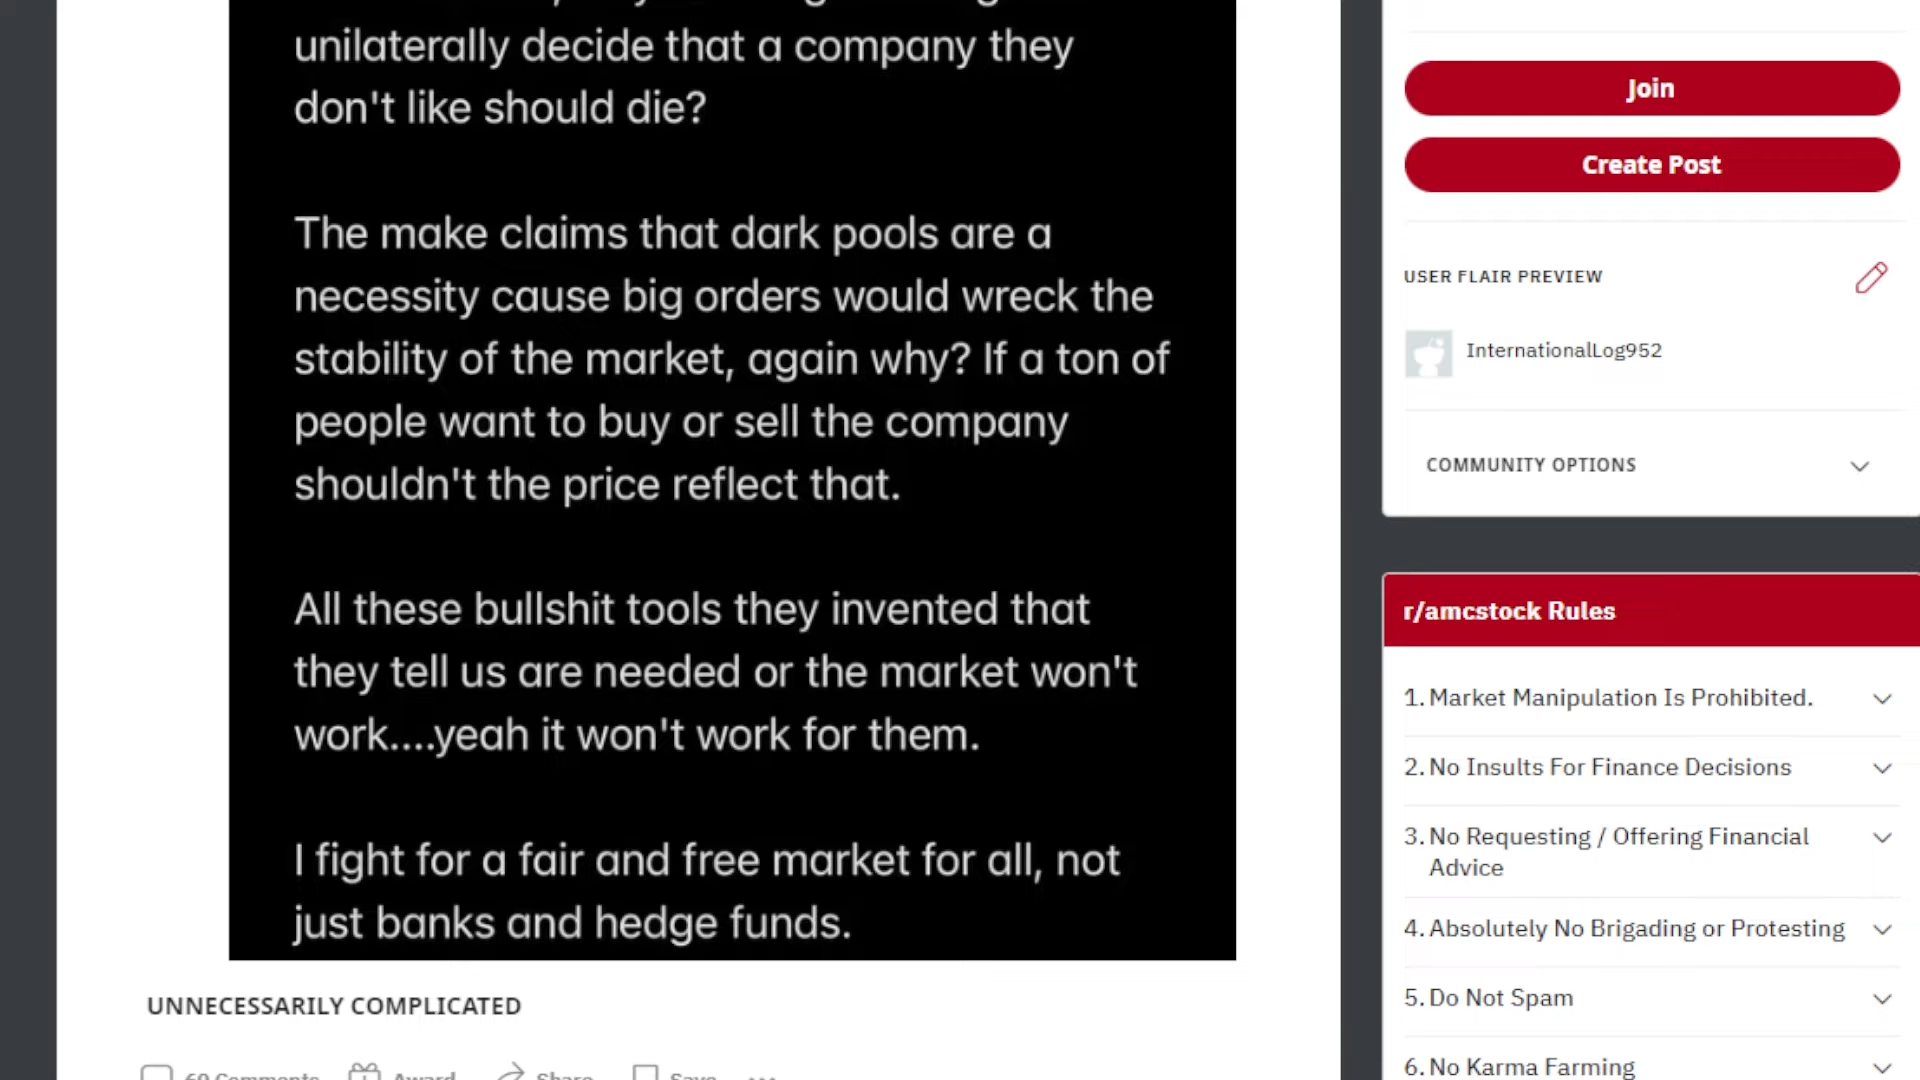 unilaterally decide that a company they
don't like should die?
The make claims that dark pools are a
necessity cause big orders would wreck the
stability of the market, again why? If a ton of
people want to buy or sell the company
shouldn't the price reflect that.
All these bullshit tools they invented that
they tell us are needed or the market won't
work....yeah it won't work for them.
I fight for a fair and free market for all, not
just banks and hedge funds.
UNNECESSARILY COMPLICATED
60 Comments Award Share Save
Join
Create Post
USER FLAIR PREVIEW
InternationalLog952
COMMUNITY OPTIONS
r/amcstock Rules
1. Market Manipulation Is Prohibited.
2. No Insults For Finance Decisions
3. No Requesting / Offering Financial
Advice
4. Absolutely No Brigading or Protesting
5. Do Not Spam
6. No Karma Farming